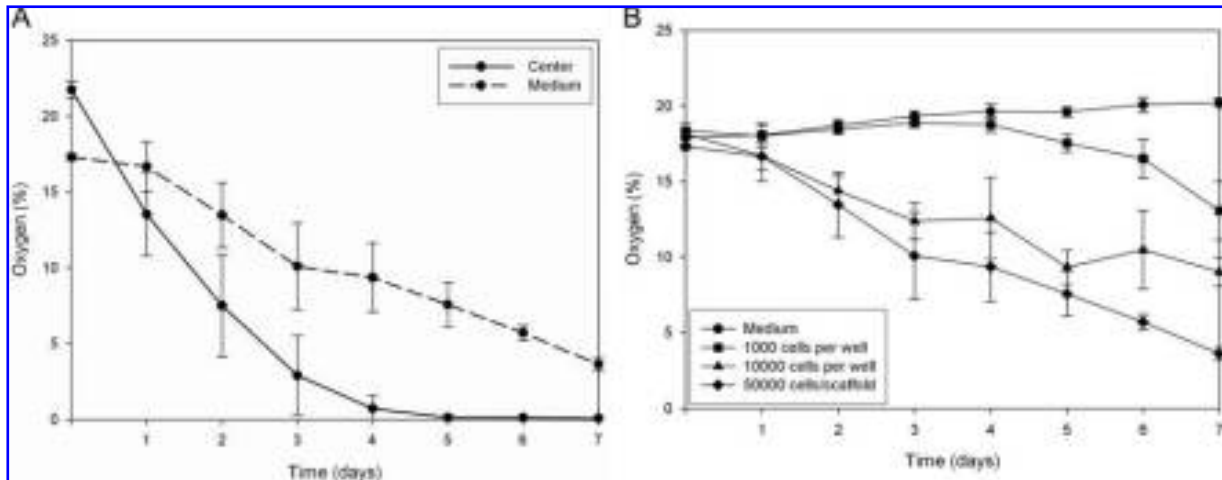 A
25
20
15
10
5
0
Oxygen (%)
1 2 3 4 5 6 7
Time (days)
Center
Medium
B
25
20
15
10
5
0
Oxygen (%)
1 2 3 4 5 6 7
Time (days)
Medium
1000 cells per well
10000 cells per well
50000 cells/scaffold